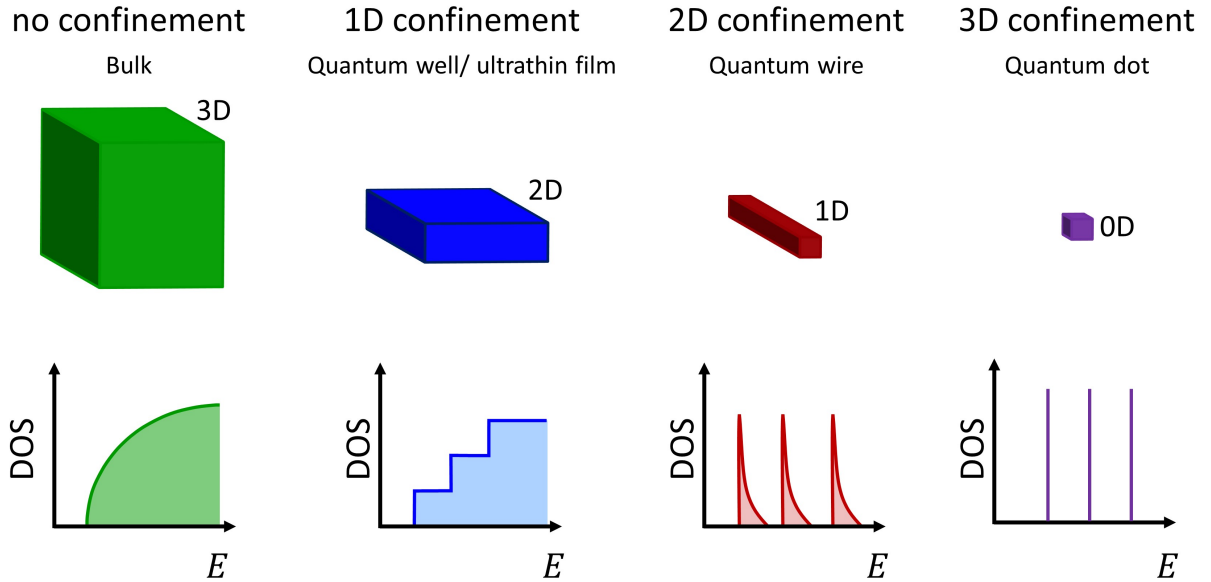 no confinement
Bulk
3D
DOS
E
1D confinement
Quantum well/ ultrathin film
2D
DOS
E
2D confinement
Quantum wire
1D
DOS
E
3D confinement
Quantum dot
0D
DOS
E